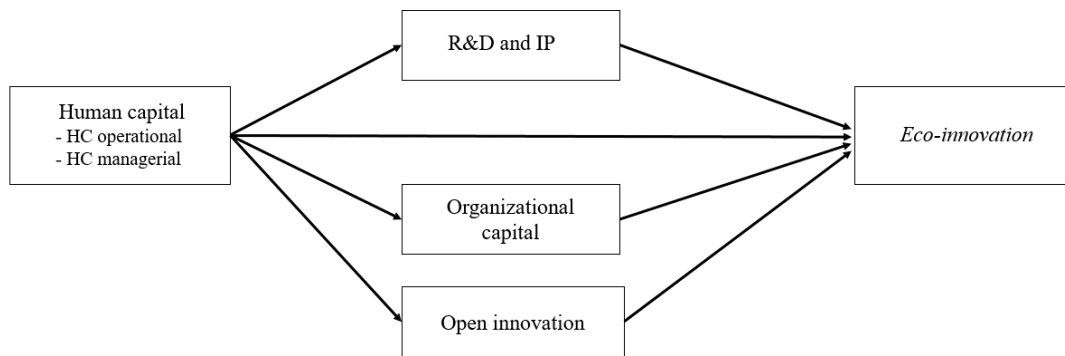 R&D and IP
Human capital
- HC operational
- HC managerial
Eco-innovation
Organizational
capital
Open innovation